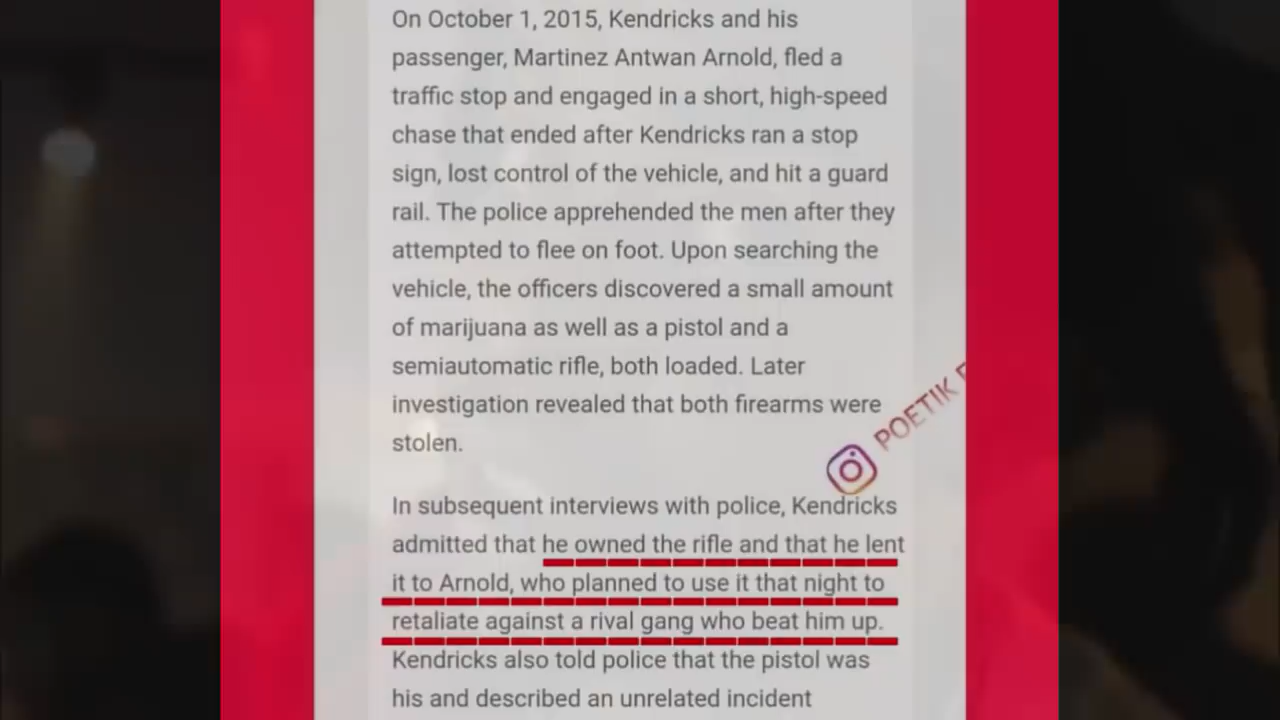 On October 1, 2015, Kendricks and his
passenger, Martinez Antwan Arnold, fled a
traffic stop and engaged in a short, high-speed
chase that ended after Kendricks ran a stop
sign, lost control of the vehicle, and hit a guard
rail. The police apprehended the men after they
attempted to flee on foot. Upon searching the
vehicle, the officers discovered a small amount
of marijuana as well as a pistol and a
semiautomatic rifle, both loaded. Later
investigation revealed that both firearms were
stolen.
POETIK
In subsequent interviews with police, Kendricks
admitted that he owned the rifle and that he lent
it to Arnold, who planned to use it that night to
retaliate against a rival gang who beat him up.
Kendricks also told police that the pistol was
his and described an unrelated incident